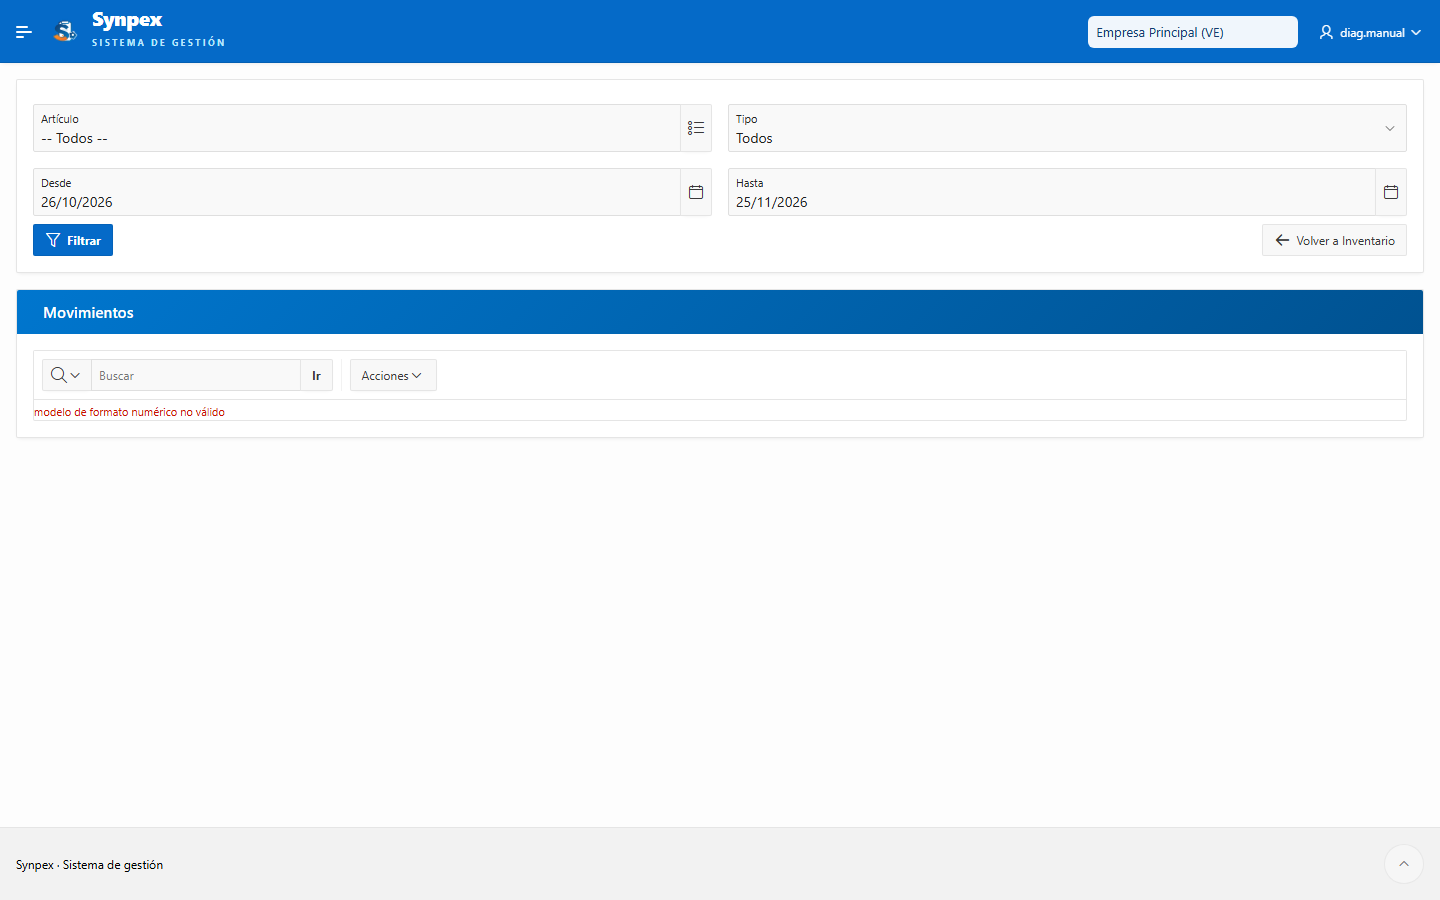 Synpex
SISTEMA DE GESTIÓN
Empresa Principal (VE)
diag.manual
Artículo
-- Todos --
Tipo
Todos
Desde
26/10/2026
Hasta
25/11/2026
Filtrar
Volver a Inventario
Movimientos
Buscar
Ir
Acciones
modelo de formato numérico no válido
Synpex · Sistema de gestión